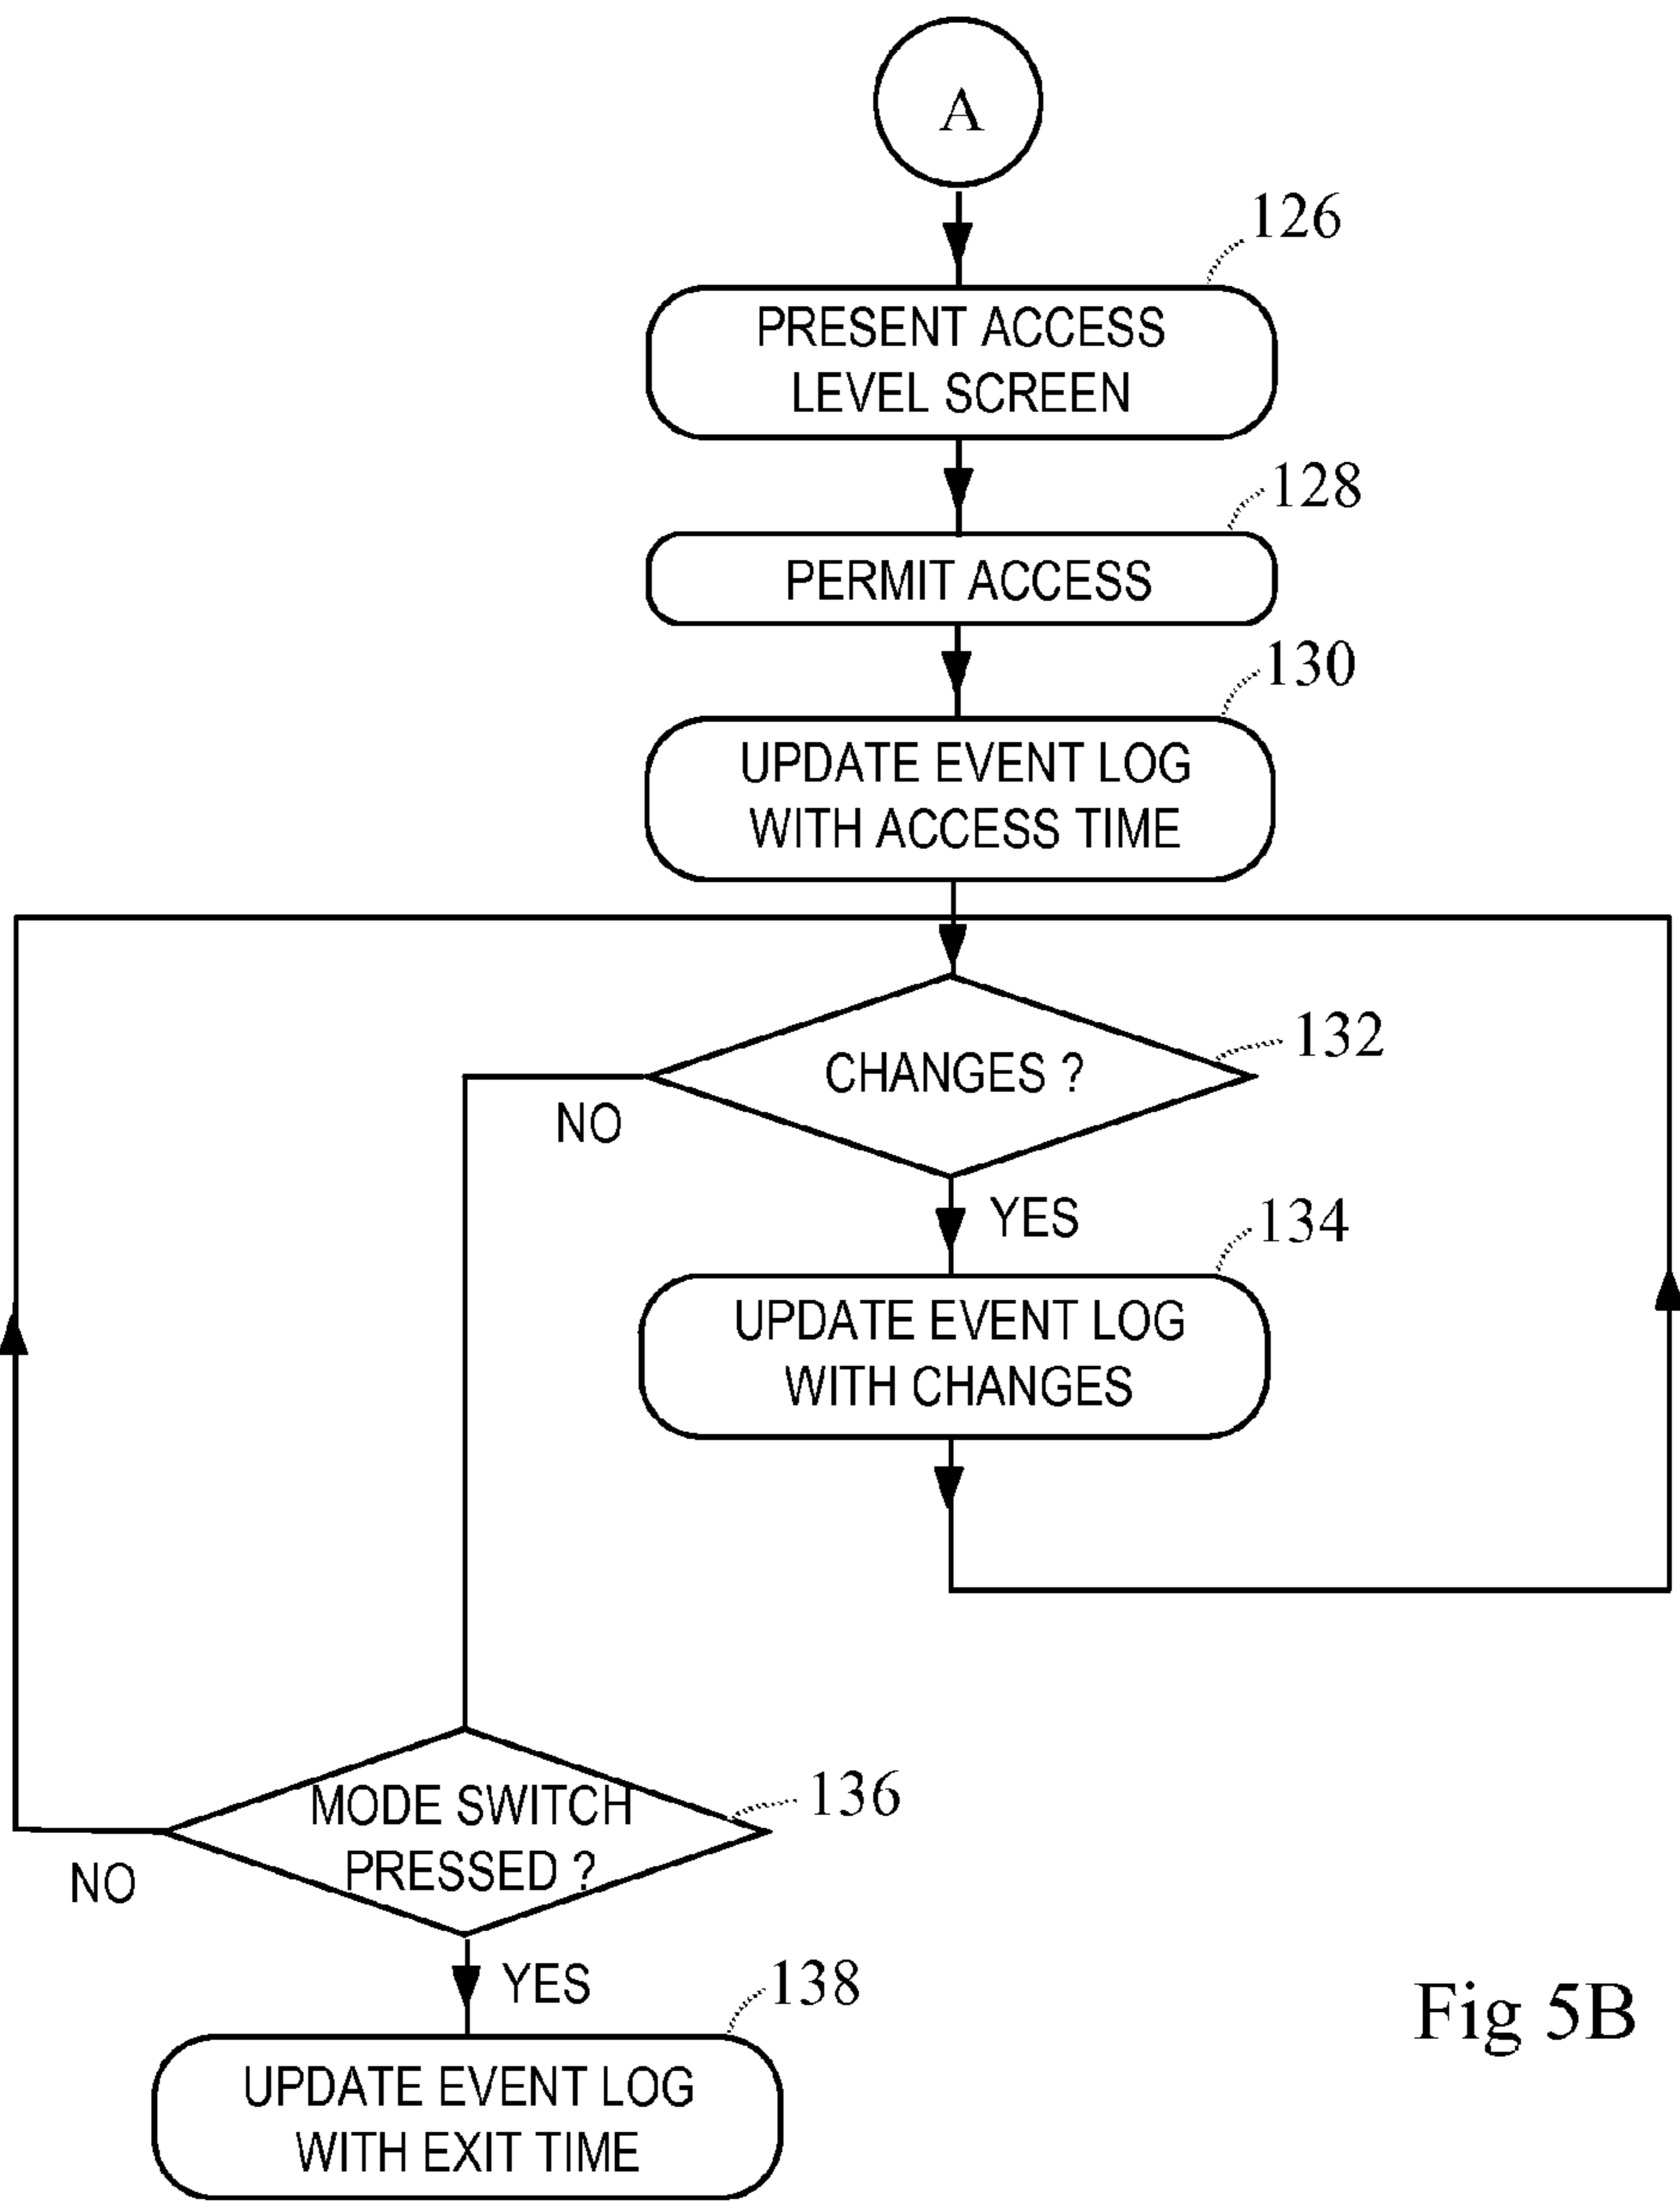 A
126
PRESENT ACCESS
LEVEL SCREEN
128
PERMIT ACCESS
130
UPDATE EVENT LOG
WITH ACCESS TIME
132
CHANGES ?
NO
YES
134
UPDATE EVENT LOG
WITH CHANGES
136
MODE SWITCH
PRESSED ?
NO
YES
138
UPDATE EVENT LOG
WITH EXIT TIME
Fig 5B